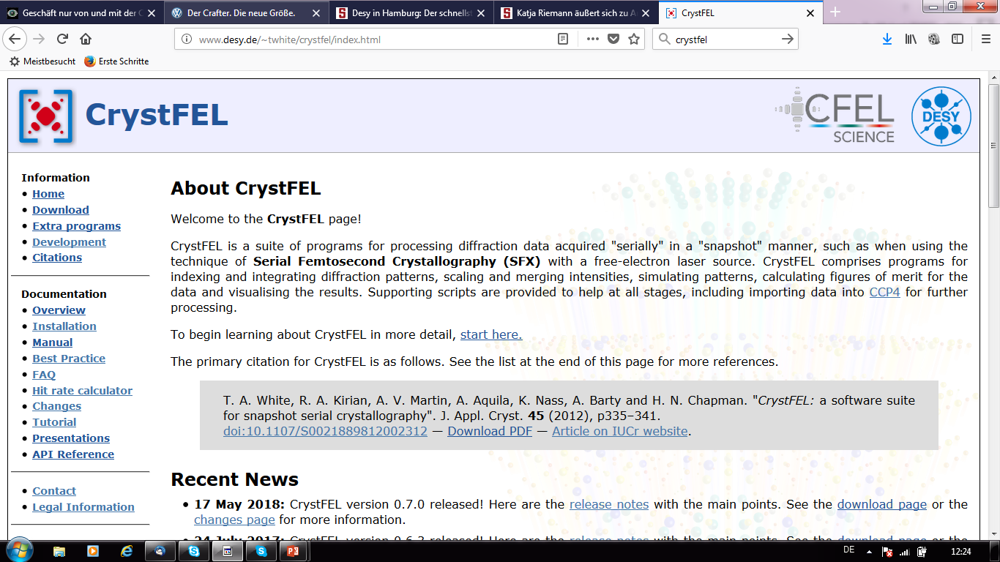 Geschäft nur von und mit der C
Der Crafter. Die neue Größe.
Desy in Hamburg: Der schnells
Katja Riemann äußert sich zu A
CrystFEL
www.desy.de/~twhite/crystfel/index.html
crystfel
Meistbesucht
Erste Schritte
CrystFEL
CFEL
SCIENCE
DESY
Information
Home
Download
Extra programs
Development
Citations
Documentation
Overview
Installation
Manual
Best Practice
FAQ
Hit rate calculator
Changes
Tutorial
Presentations
API Reference
Contact
Legal Information
About CrystFEL
Welcome to the CrystFEL page!
CrystFEL is a suite of programs for processing diffraction data acquired "serially" in a "snapshot" manner, such as when using the
technique of Serial Femtosecond Crystallography (SFX) with a free-electron laser source. CrystFEL comprises programs for
indexing and integrating diffraction patterns, scaling and merging intensities, simulating patterns, calculating figures of merit for the
data and visualising the results. Supporting scripts are provided to help at all stages, including importing data into CCP4 for further
processing.
To begin learning about CrystFEL in more detail, start here.
The primary citation for CrystFEL is as follows. See the list at the end of this page for more references.
T. A. White, R. A. Kirian, A. V. Martin, A. Aquila, K. Nass, A. Barty and H. N. Chapman. "CrystFEL: a software suite
for snapshot serial crystallography". J. Appl. Cryst. 45 (2012), p335–341.
doi:10.1107/S0021889812002312 — Download PDF — Article on IUCr website.
Recent News
17 May 2018: CrystFEL version 0.7.0 released! Here are the release notes with the main points. See the download page or the
changes page for more information.
24 July 2017: CrystFEL version 0.6.3 released! Here are the release notes with the main points. See the download page or the
DE
12:24